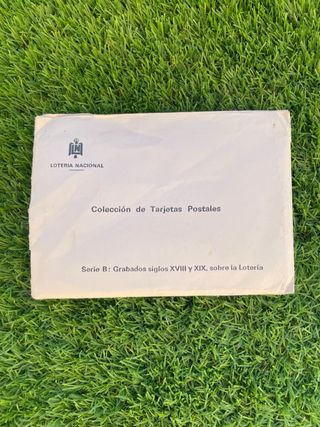 LOTERIA NACIONAL
Colección de Tarjetas Postales
Serie B: Grabados siglos XVIII y XIX, sobre la Lotería